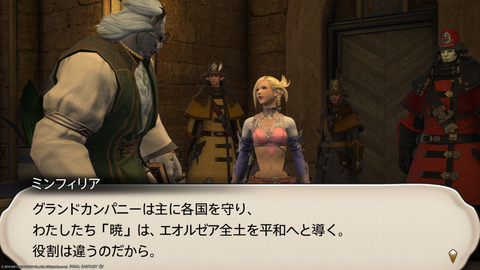 ミンフィリア
グランドカンパニーは主に各国を守り、
わたしたち「暁」は、エオルゼア全土を平和へと導く。
役割は違うのだから。